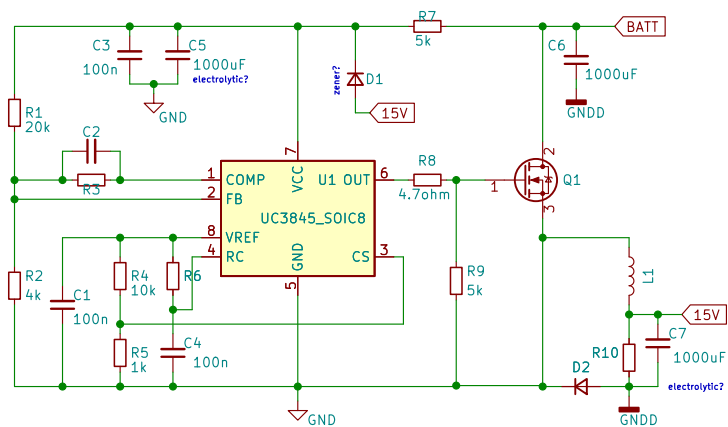 R7
5k
BATT
C3
100n
C5
1000uF
electrolytic?
GND
zener?
D1
15V
C6
1000uF
GNDD
R1
20k
C2
R3
1
COMP
2
FB
8
VREF
4
RC
7
VCC
U1 OUT
6
UC3845_SOIC8
CS
3
GND
5
R8
4.7ohm
1
2
3
Q1
R2
4k
C1
100n
R4
10k
R6
R5
1k
C4
100n
R9
5k
L1
15V
C7
1000uF
R10
D2
electrolytic?
GND
GNDD